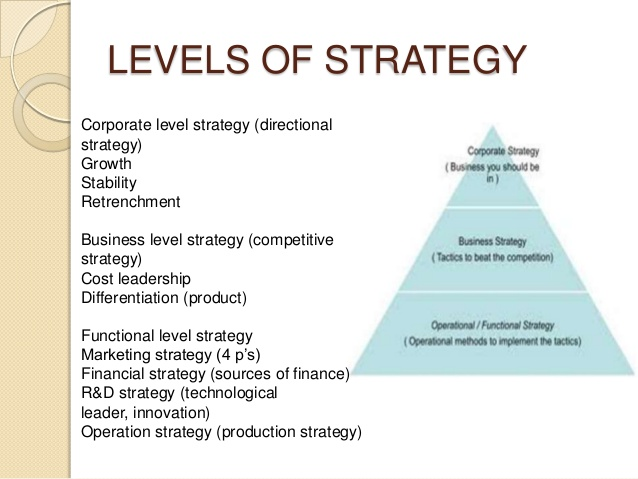 LEVELS OF STRATEGY
Corporate level strategy (directional
strategy)
Growth
Stability
Retrenchment
Business level strategy (competitive
strategy)
Cost leadership
Differentiation (product)
Functional level strategy
Marketing strategy (4 p’s)
Financial strategy (sources of finance)
R&D strategy (technological
leader, innovation)
Operation strategy (production strategy)
Corporate Strategy
( Business you should be
in )
Business Strategy
( Tactics to beat the competition)
Operational / Functional Strategy
( Operational methods to implement the tactics)